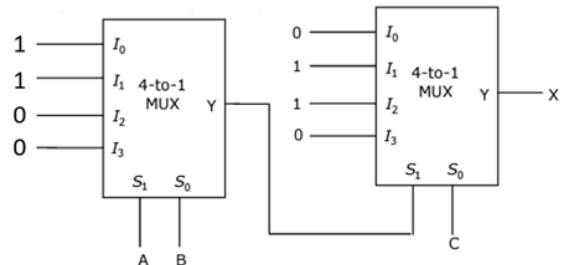 1 I0
1 I1
0 I2
0 I3
4-to-1
MUX
Y
S1 S0
A B
0 I0
1 I1
1 I2
0 I3
4-to-1
MUX
Y X
S1 S0
C